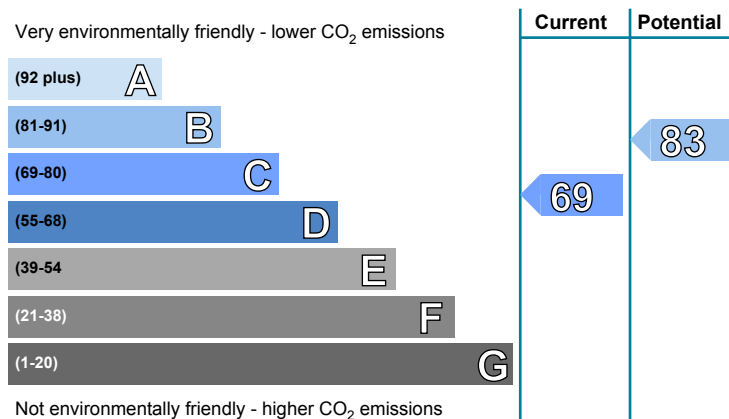 Very environmentally friendly - lower CO₂ emissions
Current
Potential
(92 plus) A
(81-91) B
(69-80) C
(55-68) D
(39-54 E
(21-38) F
(1-20) G
83
69
Not environmentally friendly - higher CO₂ emissions